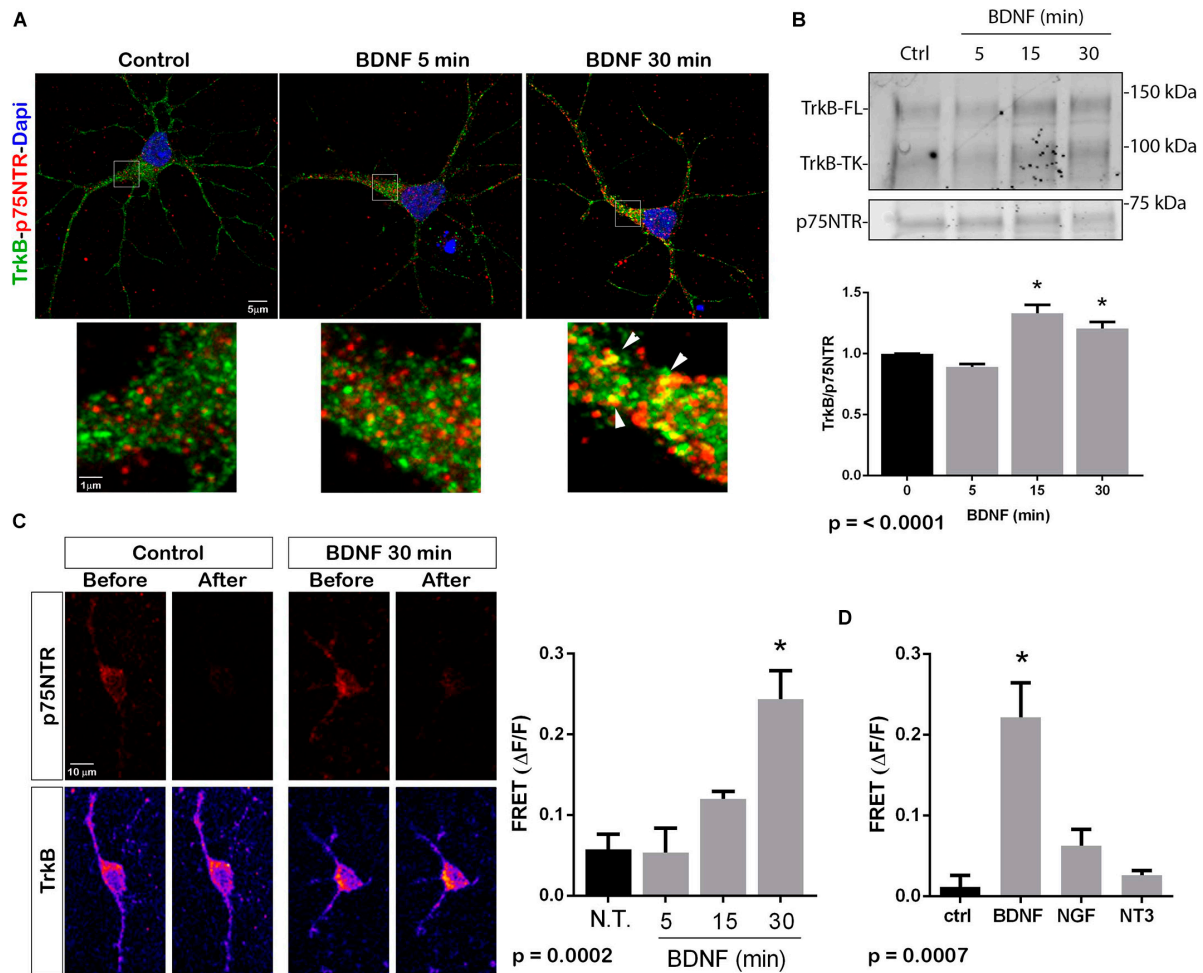 A
Control
BDNF 5 min
BDNF 30 min
TrkB-p75NTR-Dapi
5μm
1μm
B
BDNF (min)
Ctrl 5 15 30
TrkB-FL-
TrkB-TK-
p75NTR-
-150 kDa
-100 kDa
-75 kDa
TrkB/p75NTR
1.5
1.0
0.5
0.0
* *
0 5 15 30
BDNF (min)
p = < 0.0001
C
Control
BDNF 30 min
Before After Before After
p75NTR
10 μm
TrkB
FRET (ΔF/F)
0.3
0.2
0.1
0.0
*
N.T. 5 15 30
BDNF (min)
p = 0.0002
D
FRET (ΔF/F)
0.3
0.2
0.1
0.0
*
ctrl BDNF NGF NT3
p = 0.0007